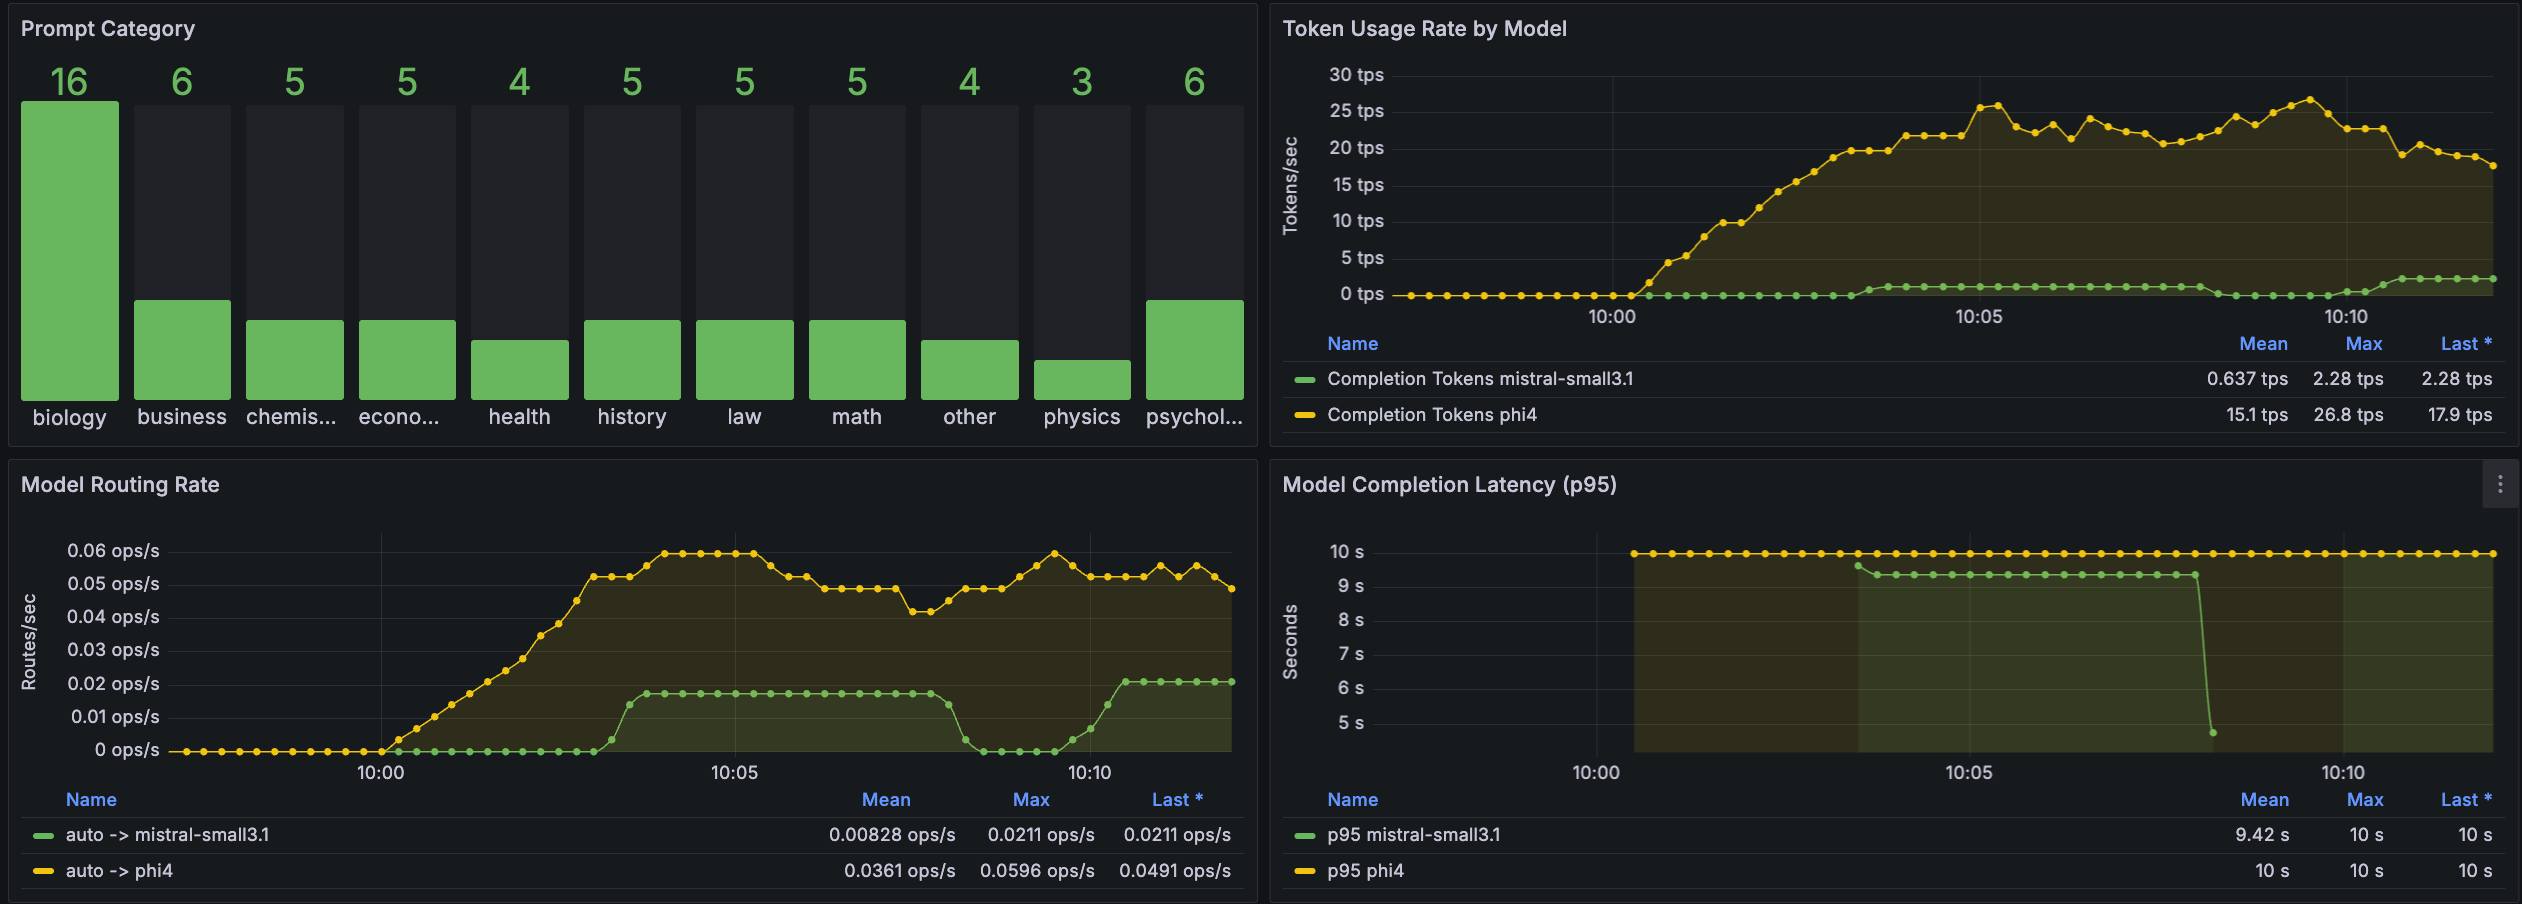 Prompt Category
16 6 5 5 4 5 5 5 4 3 6
biology business chemis... econo... health history law math other physics psychol...
Token Usage Rate by Model
Tokens/sec
30 tps
25 tps
20 tps
15 tps
10 tps
5 tps
0 tps
10:00 10:05 10:10
Name Mean Max Last *
Completion Tokens mistral-small3.1 0.637 tps 2.28 tps 2.28 tps
Completion Tokens phi4 15.1 tps 26.8 tps 17.9 tps
Model Routing Rate
Routes/sec
0.06 ops/s
0.05 ops/s
0.04 ops/s
0.03 ops/s
0.02 ops/s
0.01 ops/s
0 ops/s
10:00 10:05 10:10
Name Mean Max Last *
auto -> mistral-small3.1 0.00828 ops/s 0.0211 ops/s 0.0211 ops/s
auto -> phi4 0.0361 ops/s 0.0596 ops/s 0.0491 ops/s
Model Completion Latency (p95)
Seconds
10 s
9 s
8 s
7 s
6 s
5 s
10:00 10:05 10:10
Name Mean Max Last *
p95 mistral-small3.1 9.42 s 10 s 10 s
p95 phi4 10 s 10 s 10 s